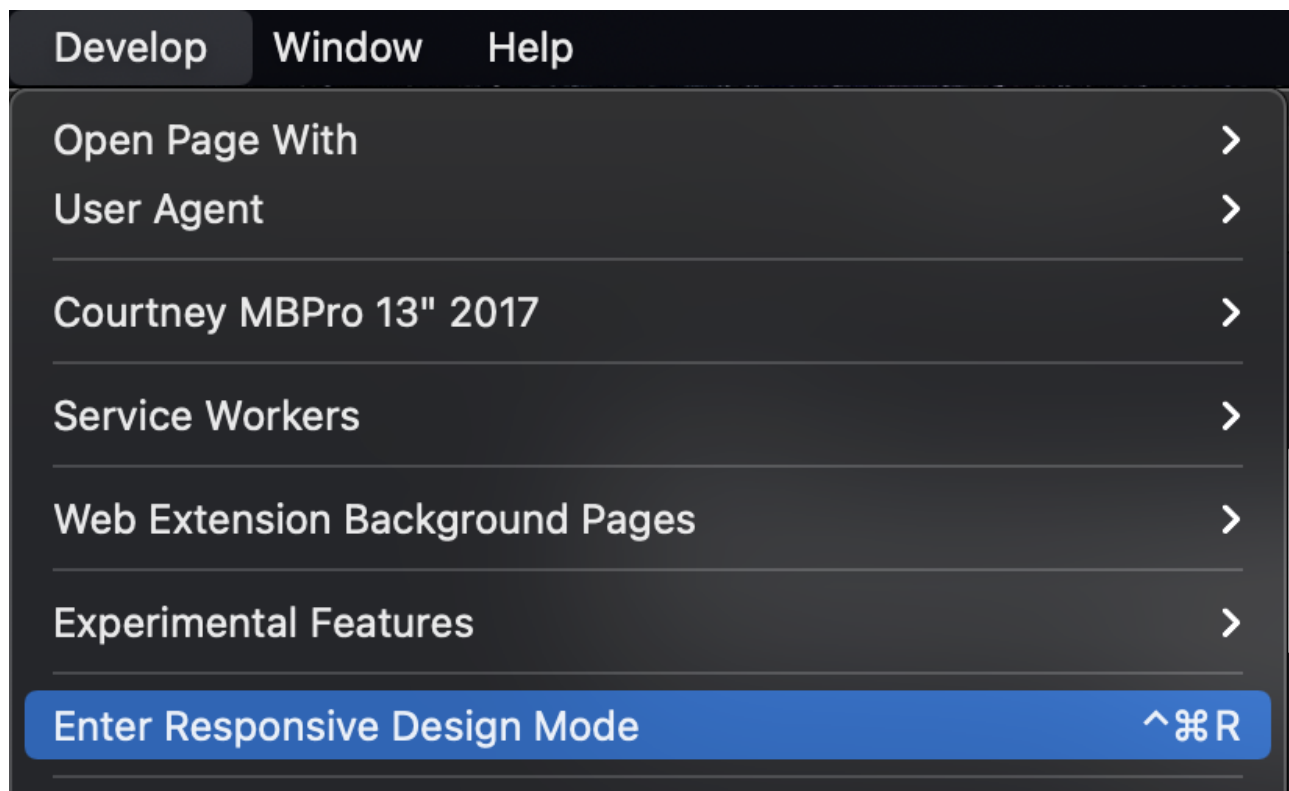 Develop Window Help
Open Page With
User Agent
Courtney MBPro 13" 2017
Service Workers
Web Extension Background Pages
Experimental Features
Enter Responsive Design Mode ^⌘R